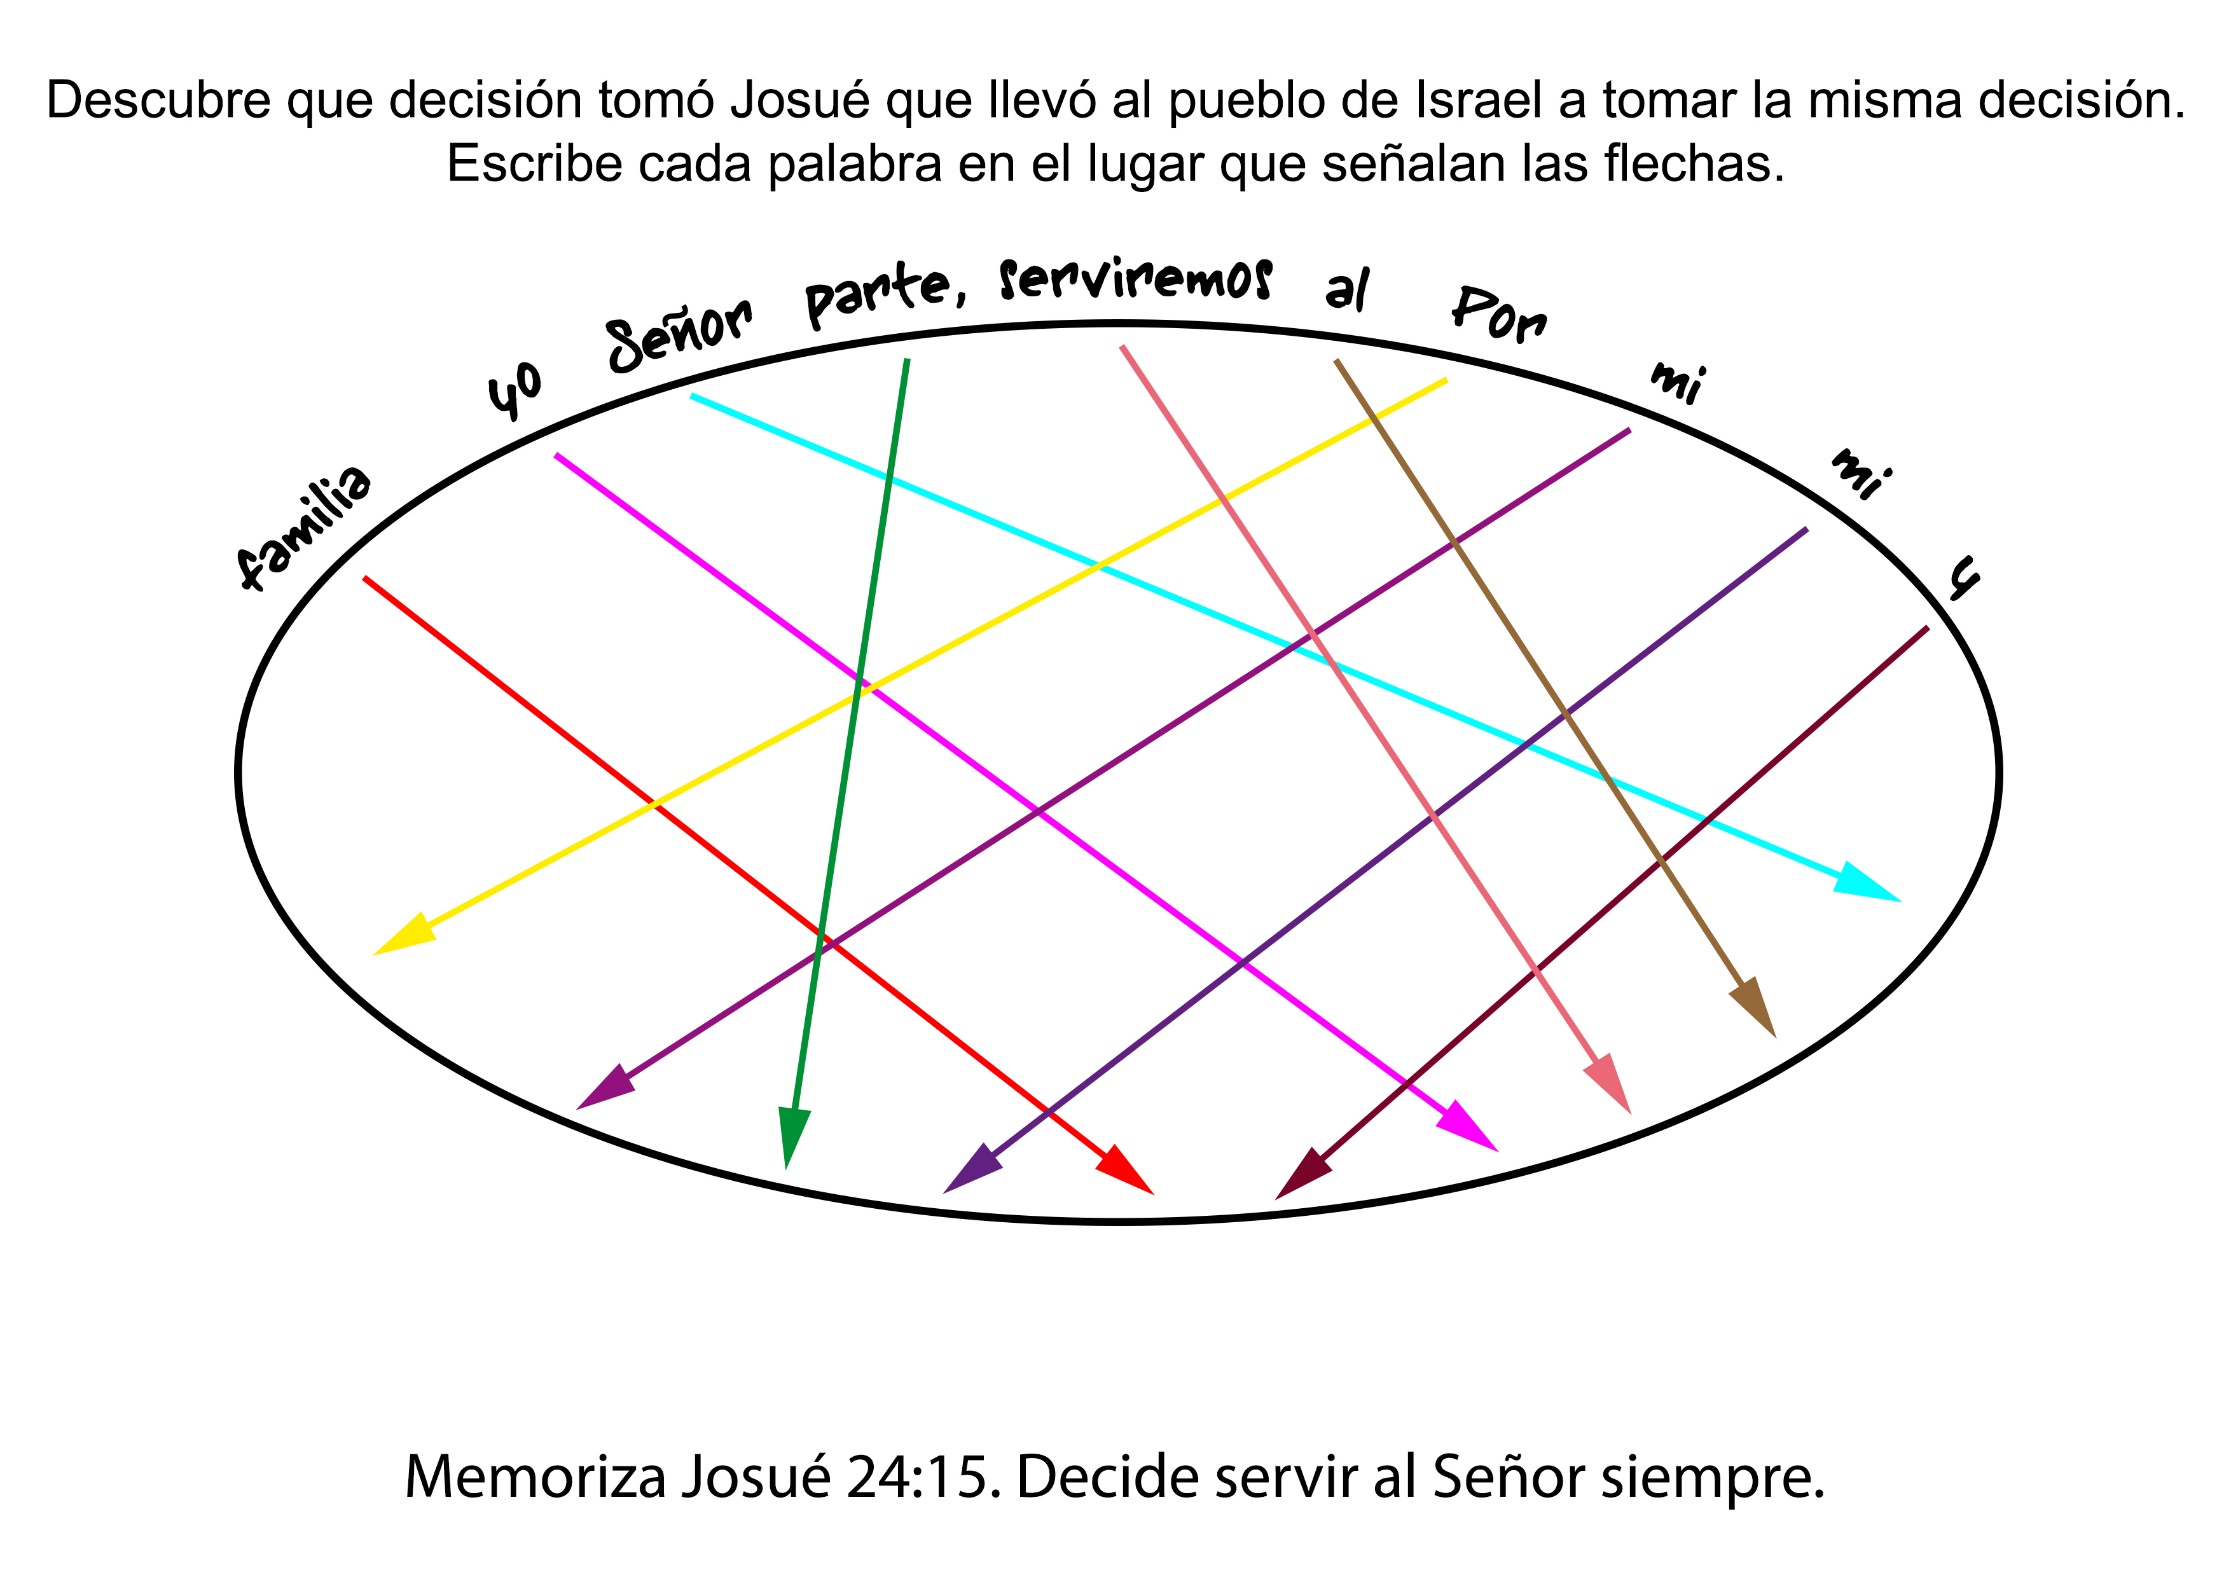 Descubre que decisión tomó Josué que llevó al pueblo de Israel a tomar la misma decisión.
Escribe cada palabra en el lugar que señalan las flechas.
familia yo Señor parte, serviremos al Por mi mi y
Memoriza Josué 24:15. Decide servir al Señor siempre.